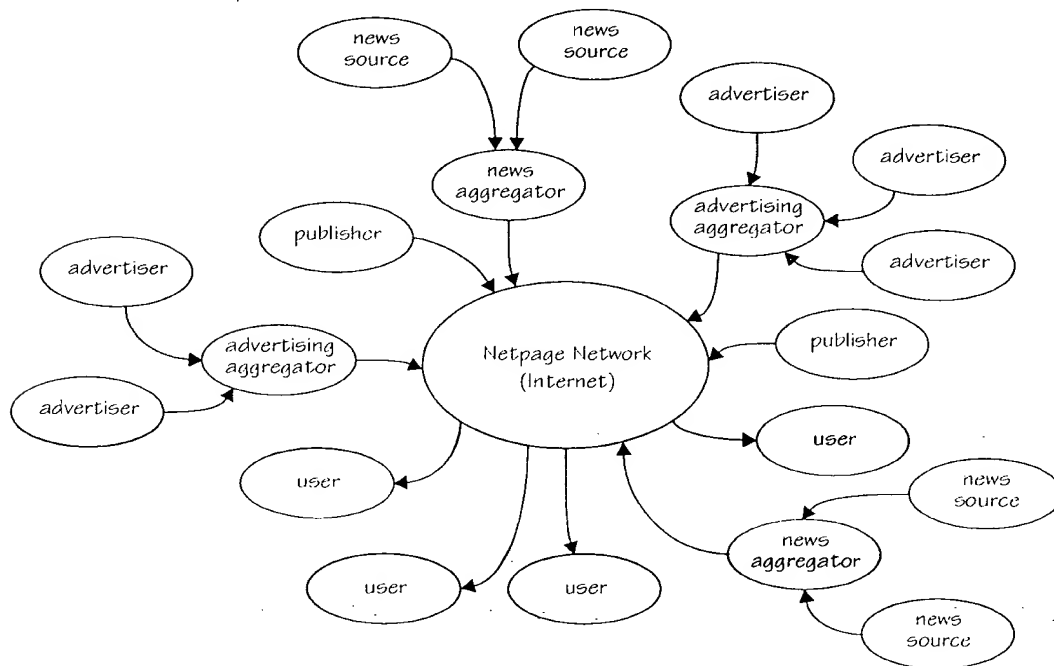 news
source
news
source
advertiser
advertiser
news
aggregator
advertising
aggregator
publisher
advertiser
advertiser
publisher
advertising
aggregator
Netpage Network
(Internet)
advertiser
user
user
news
source
news
aggregator
user
user
news
source